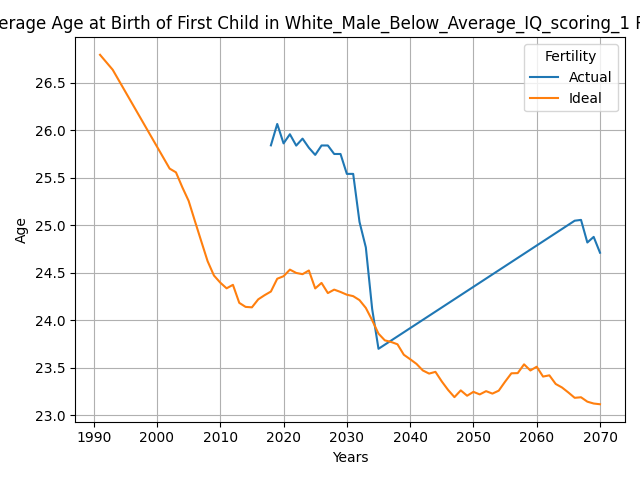 Average Age at Birth of First Child in White_Male_Below_Average_IQ_scoring_1
Fertility
Actual
Ideal
26.5
26.0
25.5
25.0
24.5
24.0
23.5
23.0
Age
1990 2000 2010 2020 2030 2040 2050 2060 2070
Years